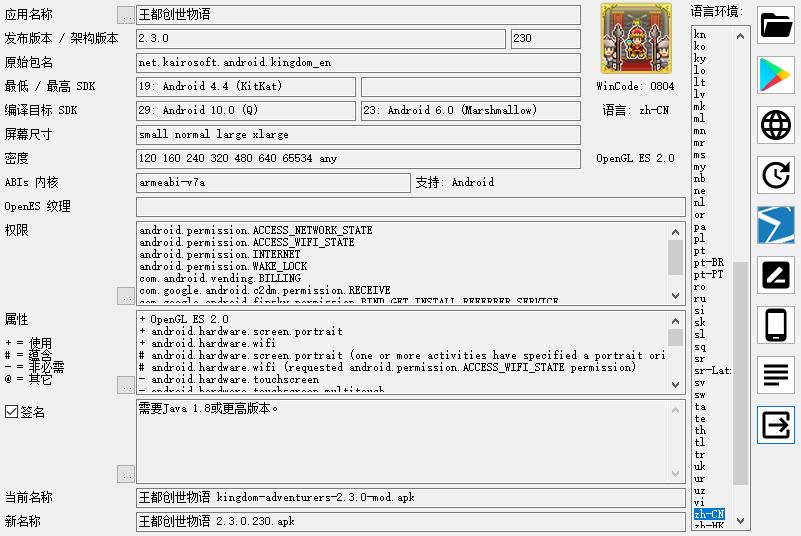 应用名称
..
王都创世物语
发布版本 / 架构版本
2.3.0
230
原始包名
net.kairosoft.android.kingdom_en
最低 / 最高 SDK
19: Android 4.4 (KitKat)
WinCode: 0804
编译目标 SDK
29: Android 10.0 (Q)
23: Android 6.0 (Marshmallow)
语言: zh-CN
屏幕尺寸
small normal large xlarge
密度
120 160 240 320 480 640 65534 any
OpenGL ES 2.0
ABIs 内核
armeabi-v7a
支持: Android
OpenES 纹理
权限
android.permission.ACCESS_NETWORK_STATE
android.permission.ACCESS_WIFI_STATE
android.permission.INTERNET
android.permission.WAKE_LOCK
com.android.vending.BILLING
com.google.android.c2dm.permission.RECEIVE
com.google.android.finsky.permission.BIND_GET_INSTALL_REFERRER_SERVICE
..
属性
+ = 使用
# = 蕴含
- = 非必需
@ = 其它
+ OpenGL ES 2.0
+ android.hardware.screen.portrait
+ android.hardware.wifi
# android.hardware.screen.portrait (one or more activities have specified a portrait ori
# android.hardware.wifi (requested android.permission.ACCESS_WIFI_STATE permission)
- android.hardware.touchscreen
- android.hardware.touchscreen.multitouch
..
签名
需要Java 1.8或更高版本。
..
当前名称
王都创世物语 kingdom-adventurers-2.3.0-mod.apk
新名称
王都创世物语 2.3.0.230.apk
语言环境:
kn
ko
ky
lo
lt
lv
mk
ml
mn
mr
ms
my
nb
ne
nl
or
pa
pl
pt
pt-BR
pt-PT
ro
ru
si
sk
sl
sq
sr
sr-Lat
sv
sw
ta
te
th
tl
tr
uk
ur
uz
vi
zh-CN
zh-HK